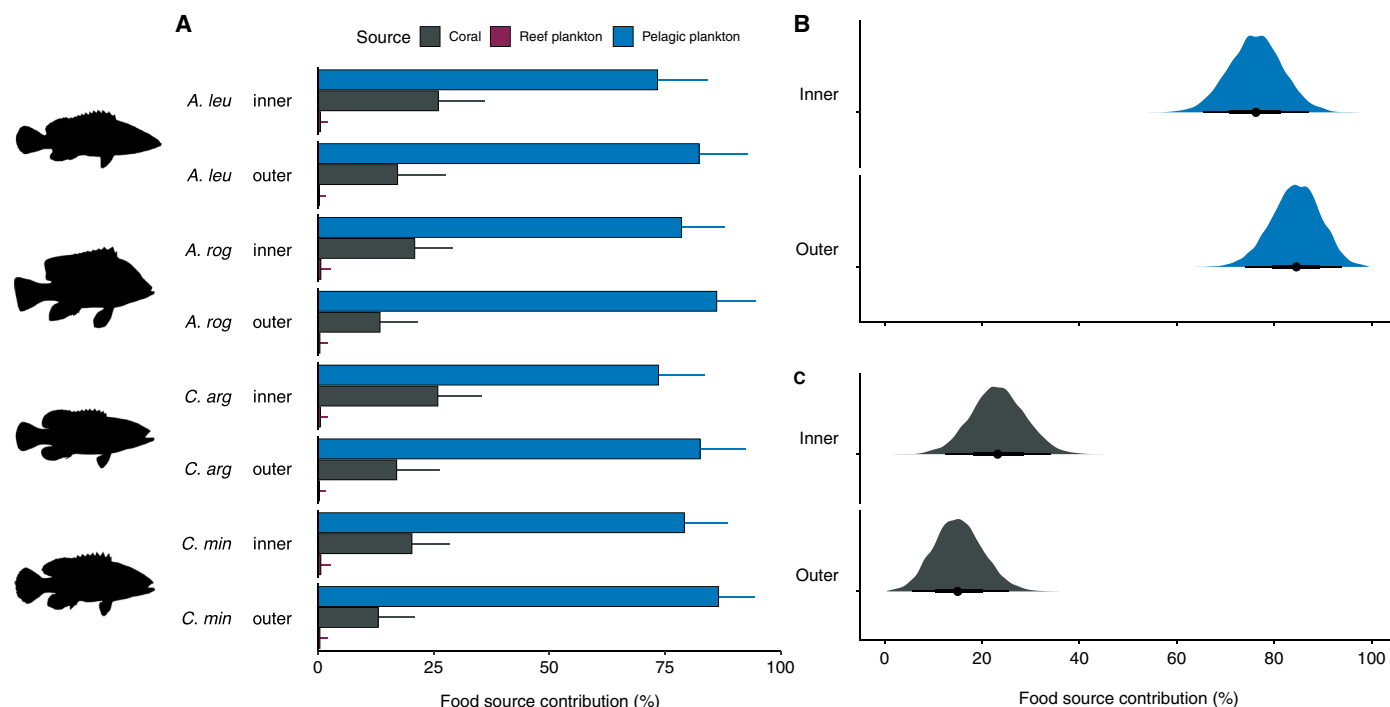 A
Source Coral Reef plankton Pelagic plankton
A. leu inner
A. leu outer
A. rog inner
A. rog outer
C. arg inner
C. arg outer
C. min inner
C. min outer
0 25 50 75 100
Food source contribution (%)
B
Inner
Outer
C
Inner
Outer
0 20 40 60 80 100
Food source contribution (%)